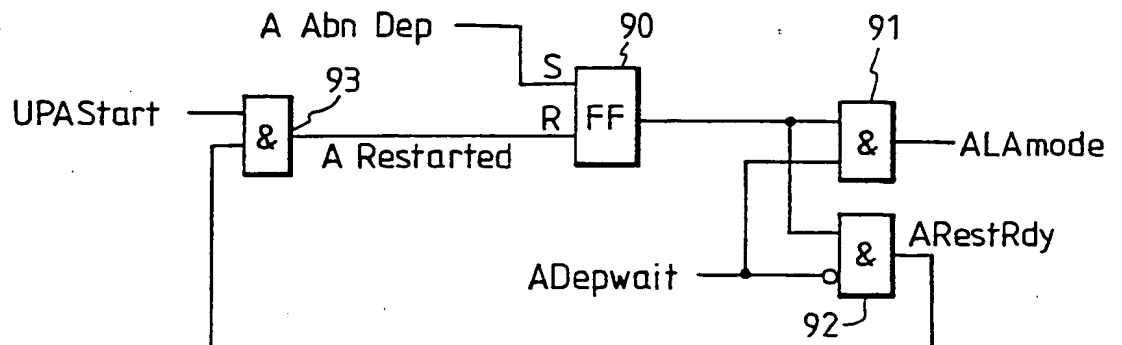 A Abn Dep
90
91
S
93
UPAStart
&
R
FF
&
A Restarted
ALAmode
&
ARestRdy
ADepwait
92